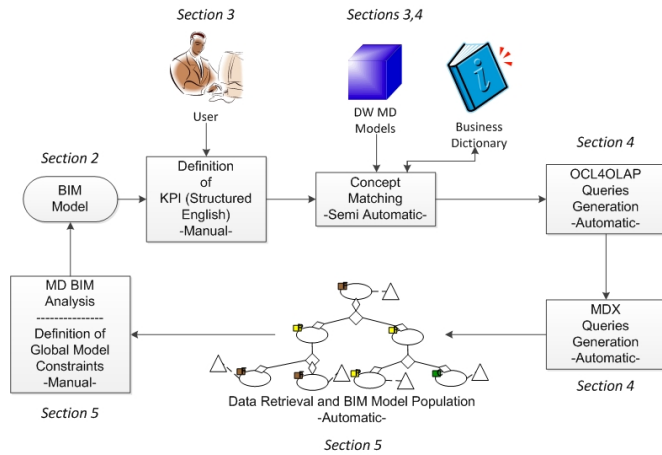 Section 3
Sections 3,4
User
DW MD
Models
Business
Dictionary
Section 2
Section 4
BIM
Model
Definition
of
KPI (Structured
English)
-Manual-
Concept
Matching
-Semi Automatic-
OCL4OLAP
Queries
Generation
-Automatic-
MD BIM
Analysis
---------------
Definition of
Global Model
Constraints
-Manual-
MDX
Queries
Generation
-Automatic-
Data Retrieval and BIM Model Population
-Automatic-
Section 4
Section 5
Section 5